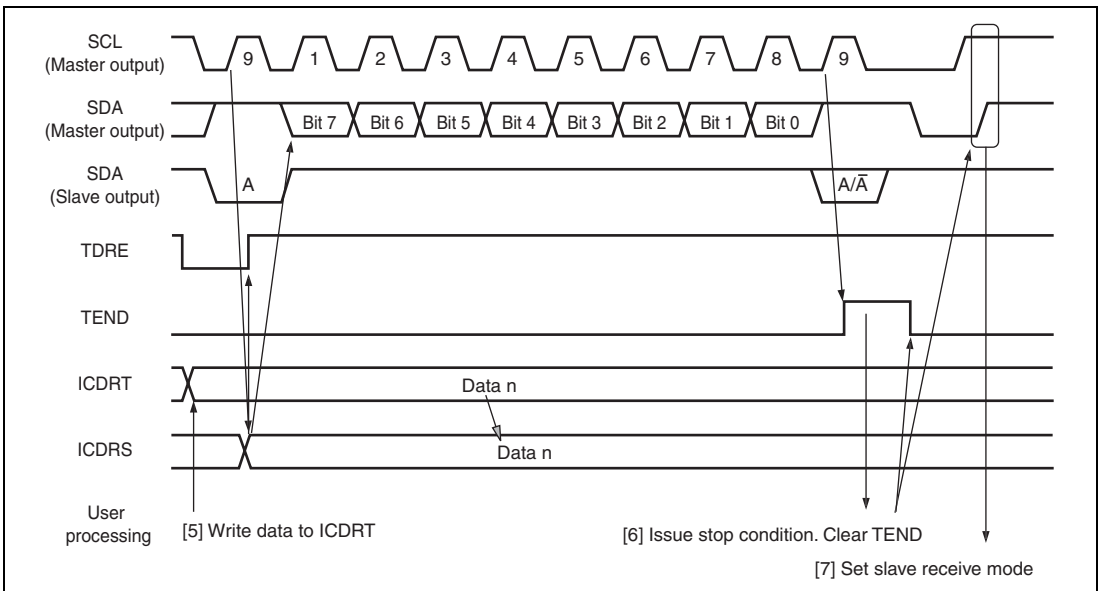 SCL
(Master output)
9 1 2 3 4 5 6 7 8 9
SDA
(Master output)
Bit 7 Bit 6 Bit 5 Bit 4 Bit 3 Bit 2 Bit 1 Bit 0
SDA
(Slave output)
A A/A̅
TDRE
TEND
ICDRT
Data n
ICDRS
Data n
User
processing
[5] Write data to ICDRT
[6] Issue stop condition. Clear TEND
[7] Set slave receive mode